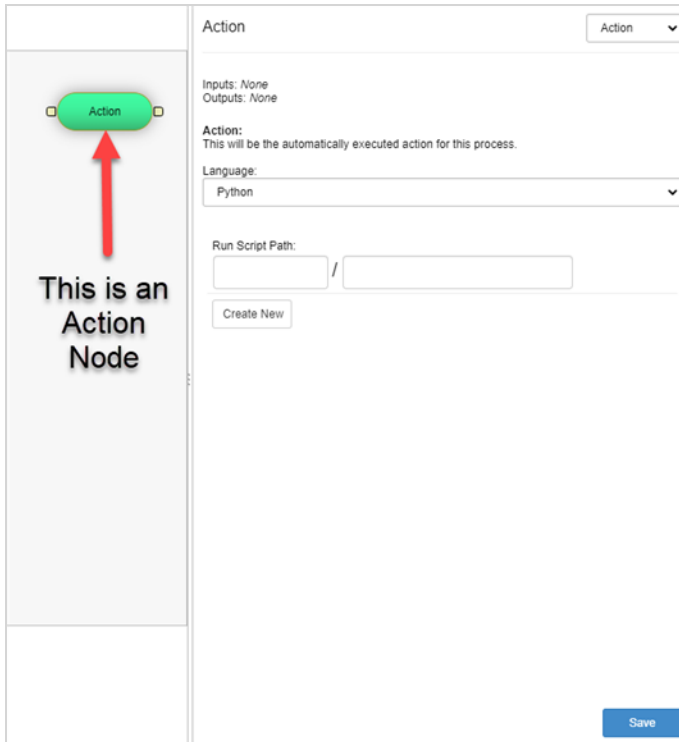 Action
Action
Inputs: None
Outputs: None
Action:
This will be the automatically executed action for this process.
Language:
Python
Run Script Path:
/
Create New
Action
This is an
Action
Node
Save